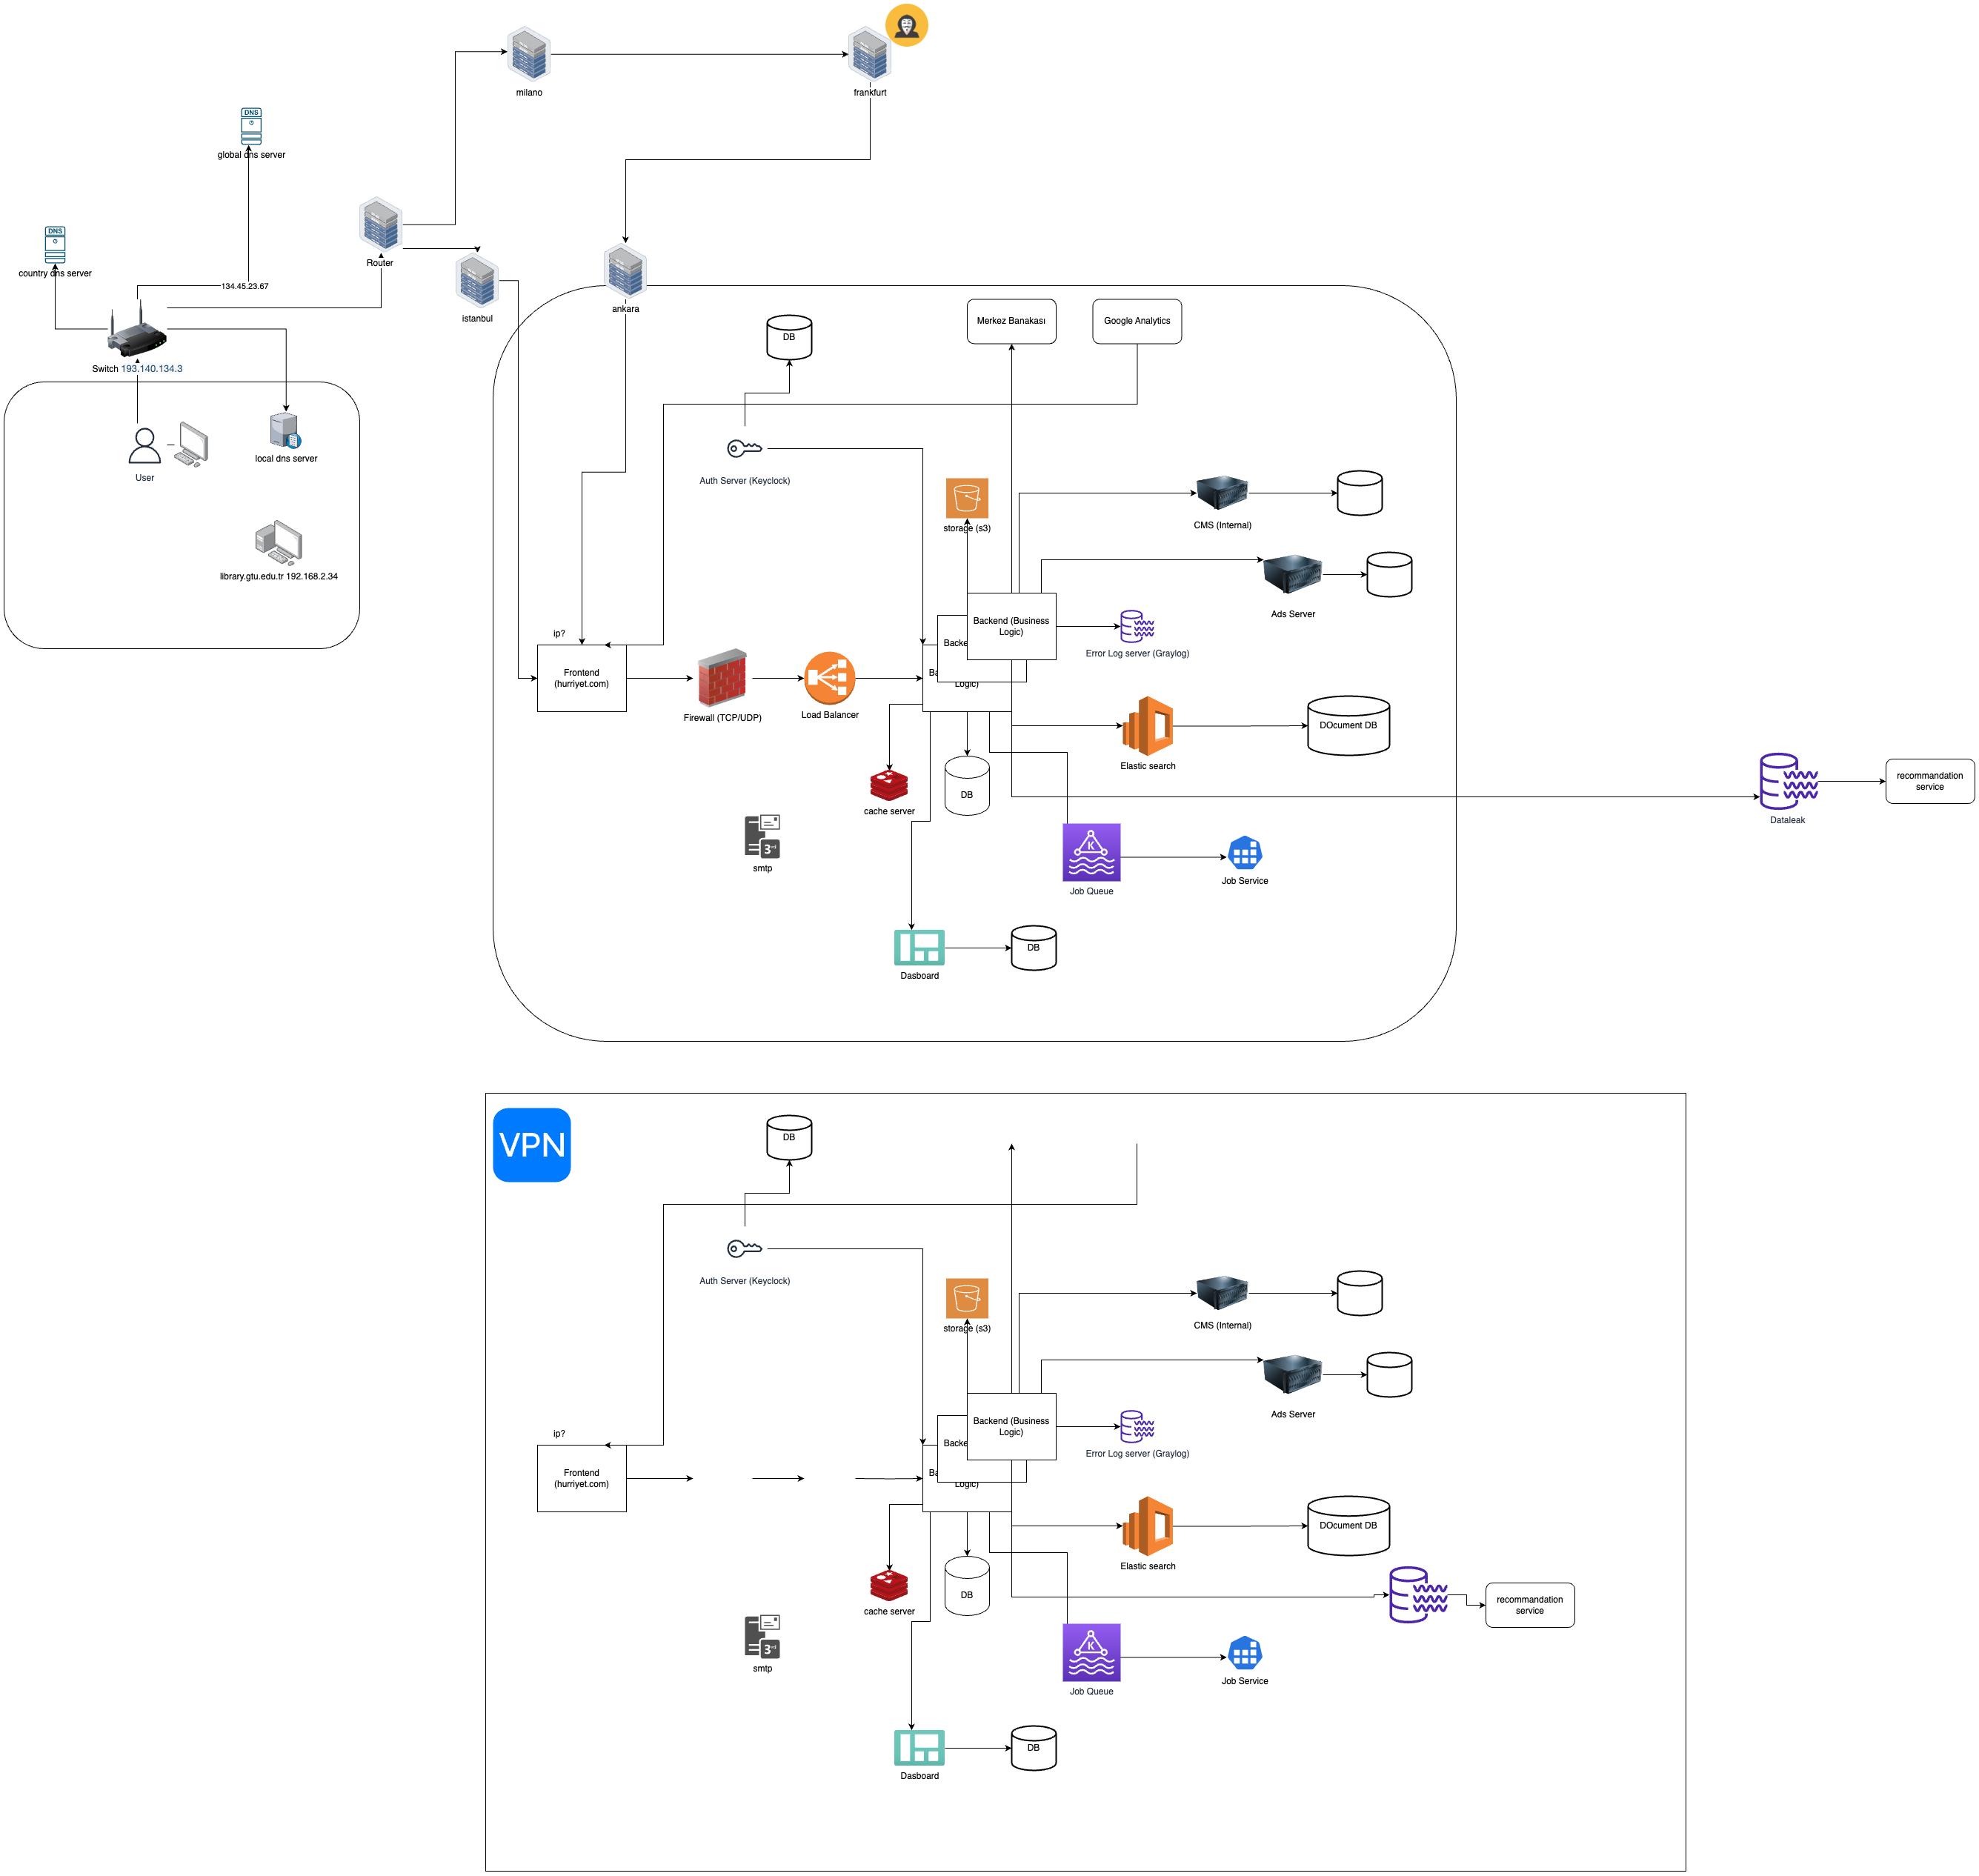 milano
frankfurt
DNS
global dns server
DNS
country dns server
Router
134.45.23.67
istanbul
ankara
Switch 193.140.134.3
User
local dns server
library.gtu.edu.tr 192.168.2.34
DB
Merkez Banakası
Google Analytics
Auth Server (Keyclock)
storage (s3)
CMS (Internal)
Ads Server
ip?
Frontend
(hurriyet.com)
Firewall (TCP/UDP)
Load Balancer
Backend (Business
Logic)
Backe
Ba
Logic)
Error Log server (Graylog)
Elastic search
DOcument DB
cache server
DB
3rd
smtp
K
Job Queue
Job Service
Dataleak
recommandation
service
Dasboard
DB
VPN
DB
Auth Server (Keyclock)
storage (s3)
CMS (Internal)
Ads Server
ip?
Frontend
(hurriyet.com)
Backend (Business
Logic)
Backe
Ba
Logic)
Error Log server (Graylog)
Elastic search
DOcument DB
cache server
DB
recommandation
service
3rd
smtp
K
Job Queue
Job Service
Dasboard
DB